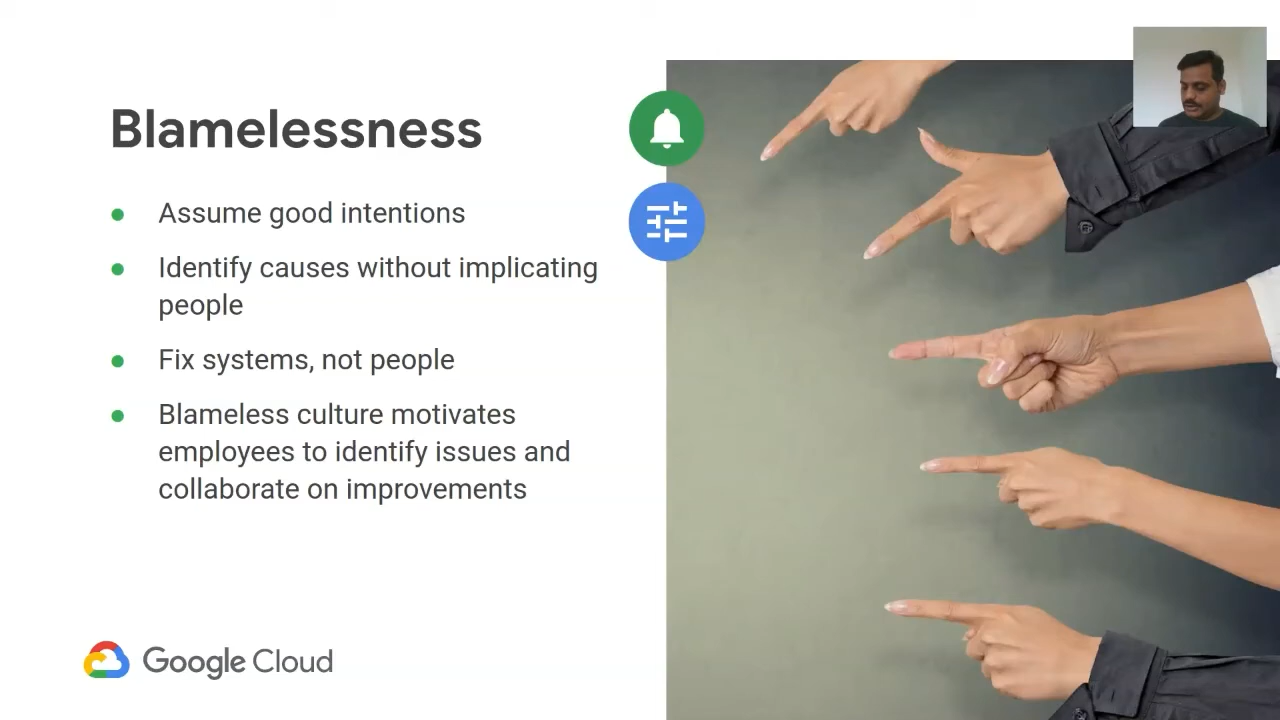 Blamelessness
Assume good intentions
Identify causes without implicating
people
Fix systems, not people
Blameless culture motivates
employees to identify issues and
collaborate on improvements
Google Cloud